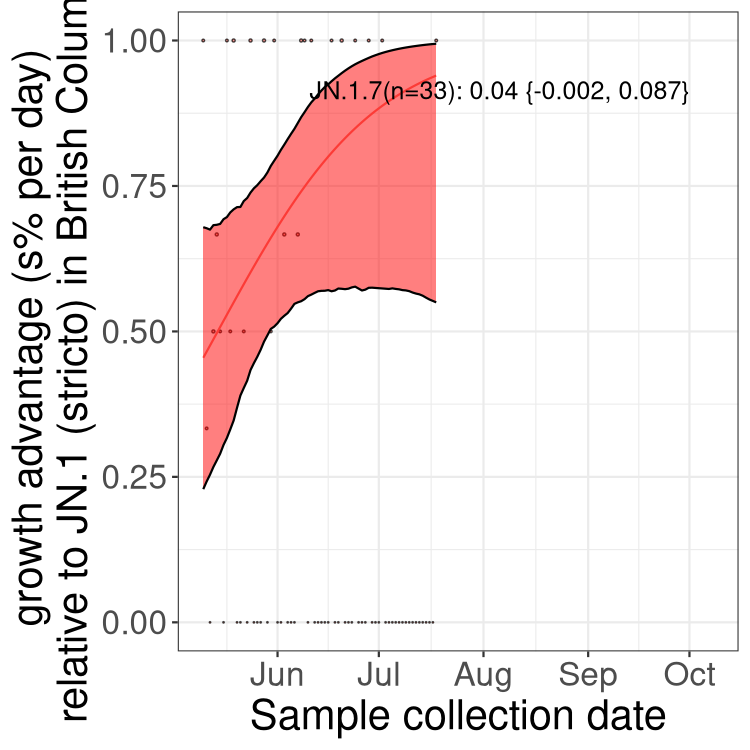 growth advantage (s% per day)
relative to JN.1 (stricto) in British Colum
1.00
0.75
0.50
0.25
0.00
JN.1.7(n=33): 0.04 {-0.002, 0.087}
Jun Jul Aug Sep Oct
Sample collection date